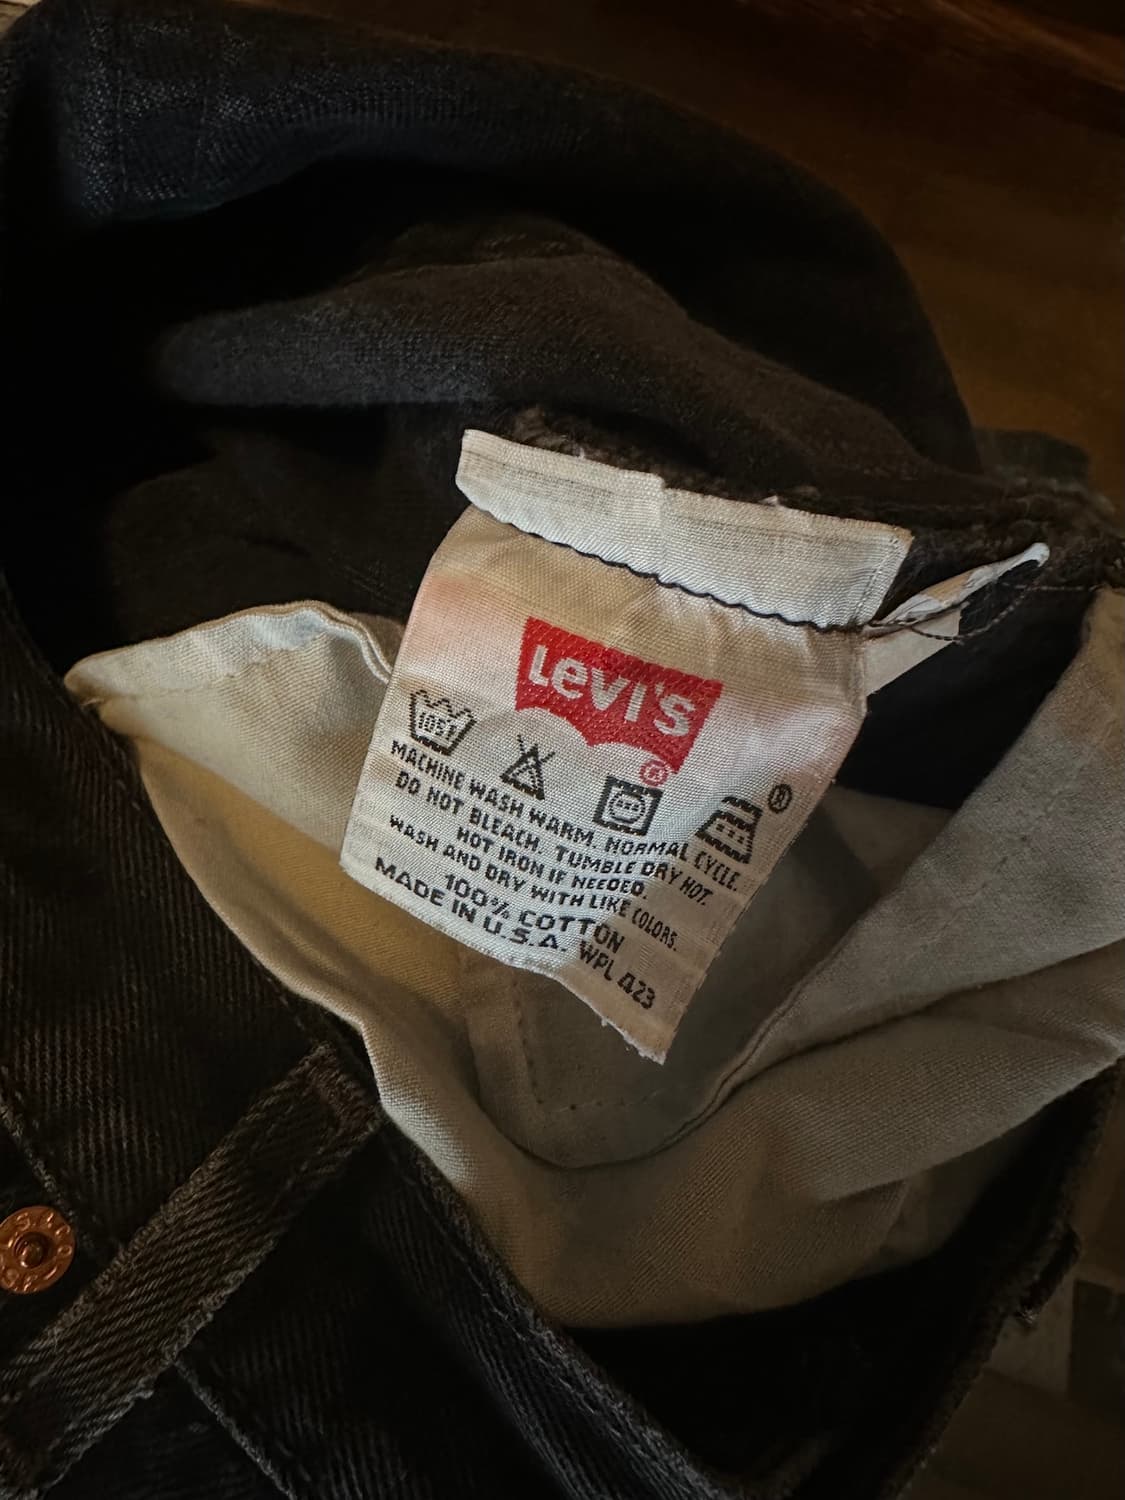 LEVI'S
®
105F
®
MACHINE WASH WARM. NORMAL CYCLE.
DO NOT BLEACH. TUMBLE DRY HOT.
HOT IRON IF NEEDED.
WASH AND DRY WITH LIKE COLORS.
100% COTTON
MADE IN U.S.A. WPL 423